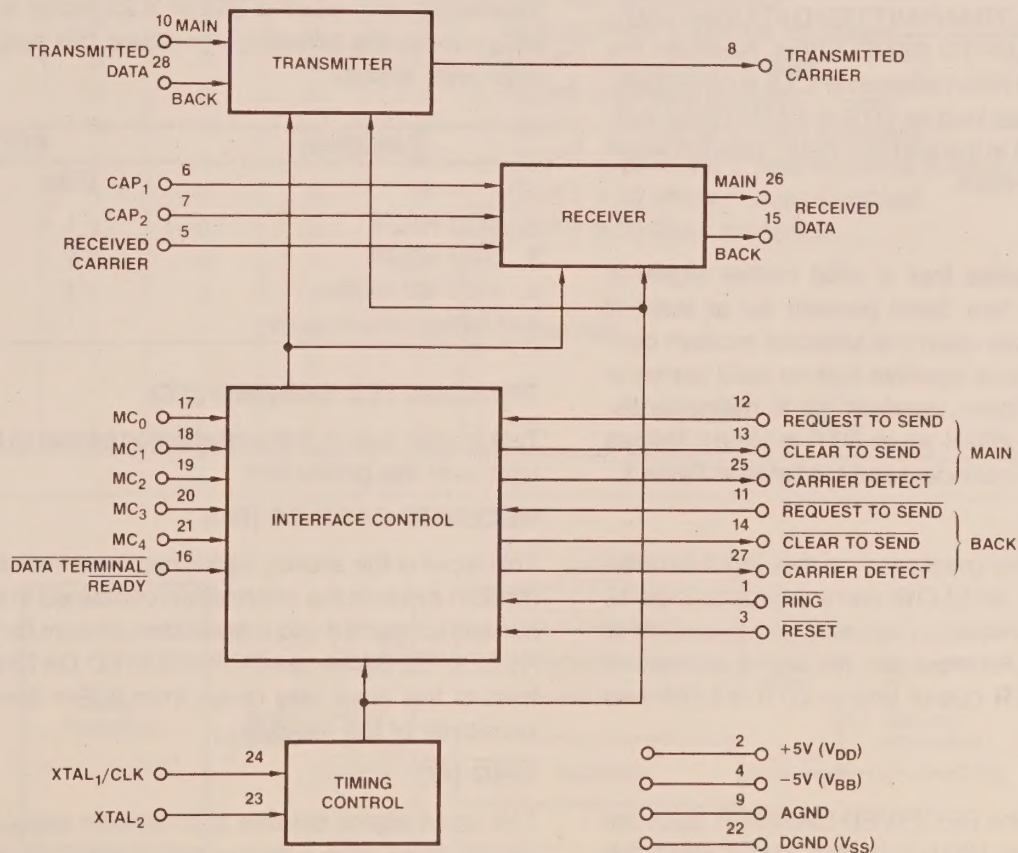 10 MAIN
TRANSMITTED
DATA
28
BACK
TRANSMITTER
8
TRANSMITTED
CARRIER
CAP1 6
CAP2 7
RECEIVED
CARRIER
5
RECEIVER
MAIN 26
RECEIVED
DATA
15
BACK
MC0 17
MC1 18
MC2 19
MC3 20
MC4 21
DATA TERMINAL
READY
16
INTERFACE CONTROL
12 REQUEST TO SEND
13 CLEAR TO SEND
25 CARRIER DETECT
MAIN
11 REQUEST TO SEND
14 CLEAR TO SEND
27 CARRIER DETECT
BACK
1 RING
3 RESET
XTAL1/CLK 24
XTAL2 23
TIMING
CONTROL
2 +5V (VDD)
4 −5V (VBB)
9 AGND
22 DGND (VSS)